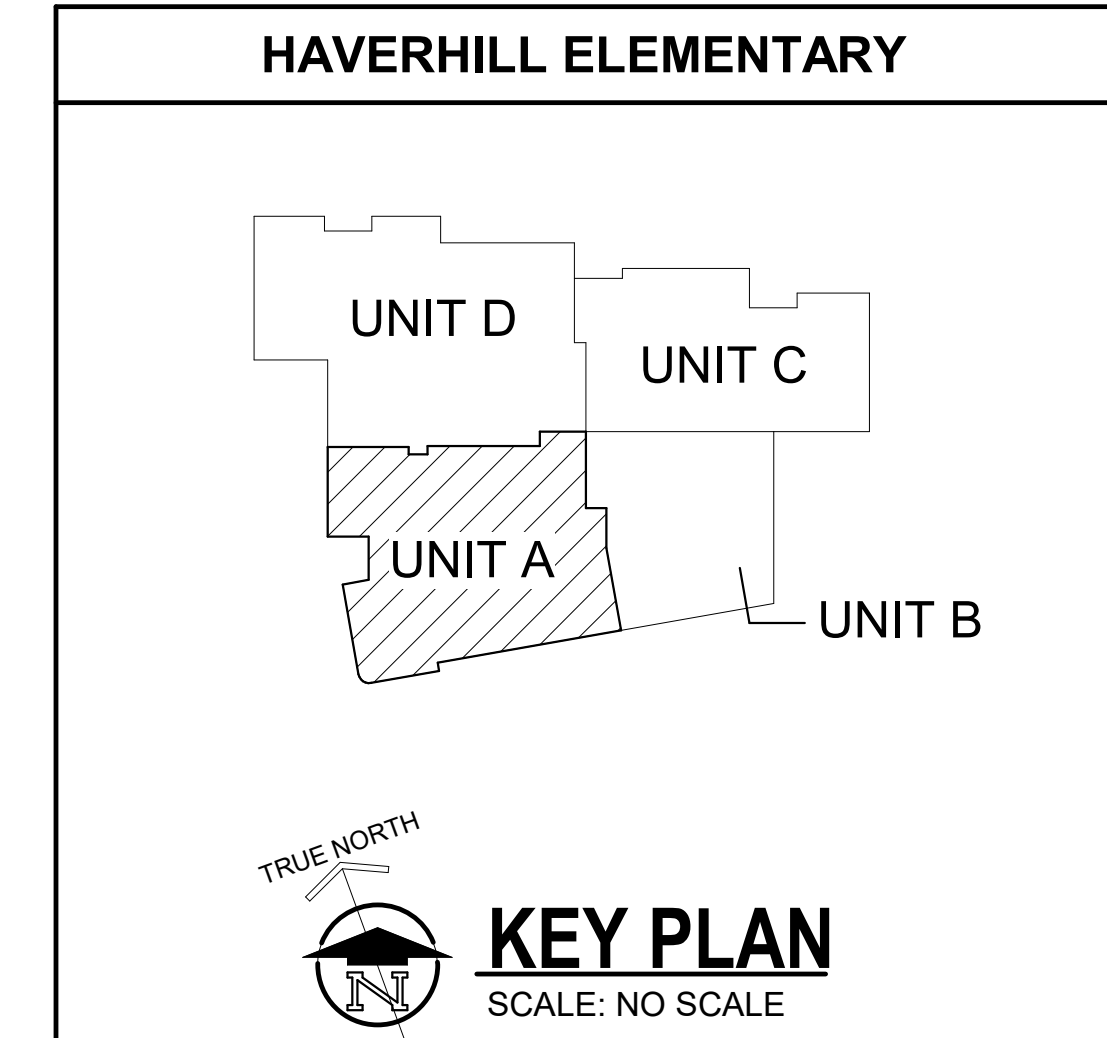 HAVERHILL ELEMENTARY
UNIT D
UNIT C
UNIT A
UNIT B
TRUE NORTH
N
KEY PLAN
SCALE: NO SCALE